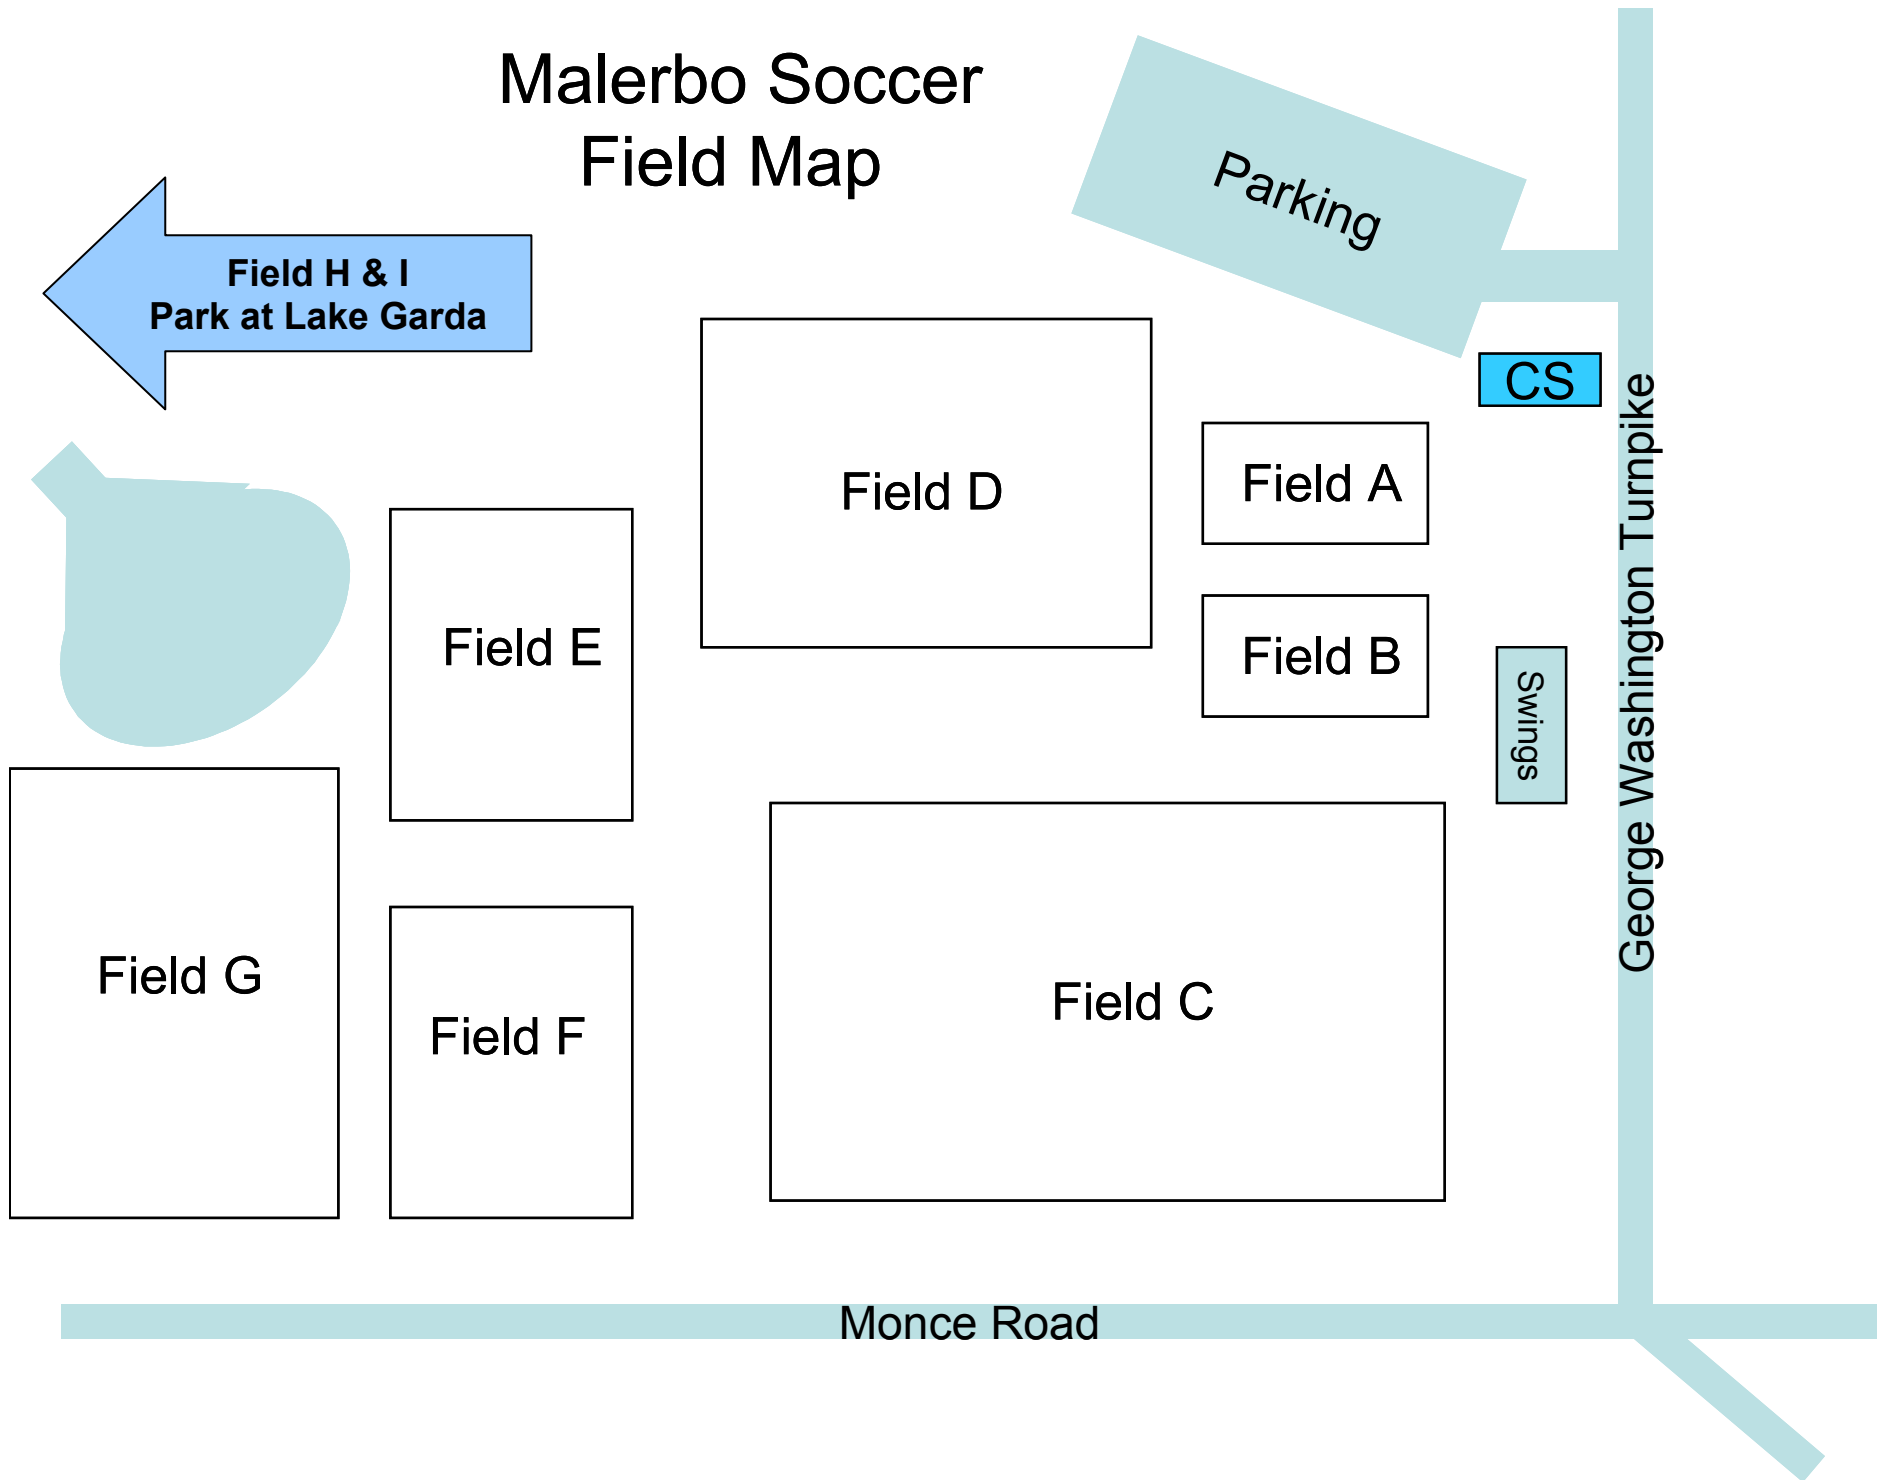 Malerbo Soccer
Field Map
Parking
Field H & I
Park at Lake Garda
CS
Field D
Field A
Field E
Field B
Swings
George Washington Turnpike
Field G
Field F
Field C
Monce Road